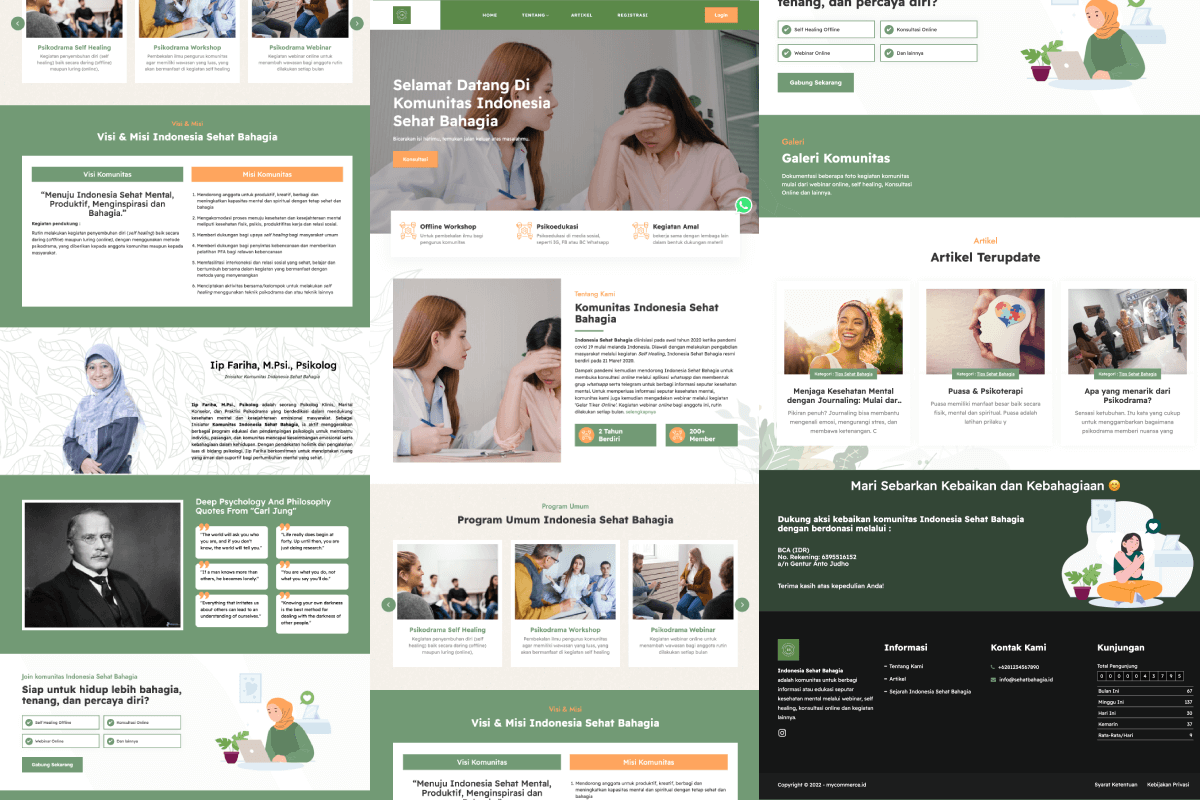 Psikodrama Self Healing
Kegiatan penyembuhan diri (self
healing) baik secara daring (offline)
maupun luring (online),
Psikodrama Workshop
Pembekalan ilmu pengurus komunitas
agar memiliki wawasan yang luas, yang
akan bermanfaat di kegiatan self healing
Psikodrama Webinar
Kegiatan webinar online untuk
menambah wawasan bagi anggota rutin
dilakukan setiap bulan
Visi & Misi
Visi & Misi Indonesia Sehat Bahagia
Visi Komunitas
"Menuju Indonesia Sehat Mental,
Produktif, Menginspirasi dan
Bahagia."
Kegiatan pendukung :
Rutin melakukan kegiatan penyembuhan diri (self healing) baik secara
daring (offline) maupun luring (online), dengan menggunakan metode
psikodrama, yang diberikan kepada anggota komunitas maupun kepada
masyarakat.
Misi Komunitas
1. Mendorong anggota untuk produktif, kreatif, berbagi dan
meningkatkan kapasitas mental dan spiritual dengan tetap sehat dan
bahagia
2. Mengakomodasi proses menuju kesehatan dan kesejahteraan mental
meliputi kesehatan fisik, psikis, produktifitas kerja dan relasi sosial
3. Memberi dukungan bagi upaya self healing bagi masyarakat umum
4. Memberi dukungan bagi penyintas kebencanaan dan memberikan
pelatihan PFA bagi relawan kebencanaan
5. Memfasilitasi interkoneksi dan relasi sosial yang sehat, belajar dan
bertumbuh bersama dalam kegiatan yang bermanfaat dengan
metode yang menyenangkan
6. Menciptakan aktivitas bersama/kelompok untuk melakukan self
healing menggunakan teknik psikodrama dan atau teknik lainnya
Iip Fariha, M.Psi., Psikolog
Inisiator Komunitas Indonesia Sehat Bahagia
Iip Fariha, M.Psi., Psikolog adalah seorang Psikolog Klinis, Marital
Konselor, dan Praktisi Psikodrama yang berdedikasi dalam mendukung
kesehatan mental dan kesejahteraan emosional masyarakat. Sebagai
Inisiator Komunitas Indonesia Sehat Bahagia, ia aktif menggerakkan
berbagai program edukasi dan pendampingan psikologis untuk membantu
individu, pasangan, dan komunitas mencapai keseimbangan emosional serta
kebahagiaan dalam kehidupan. Dengan pendekatan holistik dan pengalaman
luas di bidang psikologi, Iip Fariha berkomitmen untuk menciptakan ruang
yang aman dan suportif bagi pertumbuhan mental yang sehat.
Deep Psychology And Philosophy
Quotes From "Carl Jung"
"The world will ask you who
you are, and if you don't
know, the world will tell you."
"Life really does begin at
forty. Up until then, you are
just doing research."
"If a man knows more than
others, he becomes lonely."
"You are what you do, not
what you say you'll do."
"Everything that irritates us
about others can lead to an
understanding of ourselves."
"Knowing your own darkness
is the best method for
dealing with the darkness of
other people."
Join komunitas Indonesia Sehat Bahagia
Siap untuk hidup lebih bahagia,
tenang, dan percaya diri?
Self Healing Offline
Konsultasi Online
Webinar Online
Dan lainnya
Gabung Sekarang
HOME
TENTANG
ARTIKEL
REGISTRASI
Login
Selamat Datang Di
Komunitas Indonesia
Sehat Bahagia
Bicarakan isi hatimu, temukan jalan keluar atas masalahmu.
Konsultasi
Offline Workshop
Untuk pembekalan ilmu bagi
pengurus komunitas
Psikoedukasi
Psikoedukasi di media sosial,
seperti IG, FB atau BC Whatsapp
Kegiatan Amal
Bekerja sama dengan lembaga lain
dalam bentuk dukungan materil
Tentang Kami
Komunitas Indonesia Sehat
Bahagia
Indonesia Sehat Bahagia diinisiasi pada awal tahun 2020 ketika pandemi
covid 19 mulai melanda Indonesia. Diawali dengan melakukan pengabdian
masyarakat melalui kegiatan Self Healing, Indonesia Sehat Bahagia resmi
berdiri pada 21 Maret 2020.
Dampak pandemi kemudian mendorong Indonesia Sehat Bahagia untuk
membuka konsultasi online melalui aplikasi whatsapp dan membentuk
grup whatsapp serta telegram untuk berbagi informasi seputar kesehatan
mental. Untuk memperluas informasi seputar kesehatan mental,
komunitas kami juga kemudian mengadakan webinar melalui kegiatan
'Gelar Tiker Online'. Kegiatan webinar online bagi anggota ini, rutin
dilakukan setiap bulan. selengkapnya
2 Tahun
Berdiri
200+
Member
Program Umum
Program Umum Indonesia Sehat Bahagia
Psikodrama Self Healing
Kegiatan penyembuhan diri (self
healing) baik secara daring (offline)
maupun luring (online),
Psikodrama Workshop
Pembekalan ilmu pengurus komunitas
agar memiliki wawasan yang luas, yang
akan bermanfaat di kegiatan self healing
Psikodrama Webinar
Kegiatan webinar online untuk
menambah wawasan bagi anggota rutin
dilakukan setiap bulan
Visi & Misi
Visi & Misi Indonesia Sehat Bahagia
Visi Komunitas
"Menuju Indonesia Sehat Mental,
Produktif, Menginspirasi dan
Misi Komunitas
1. Mendorong anggota untuk produktif, kreatif, berbagi dan
meningkatkan kapasitas mental dan spiritual dengan tetap sehat dan
bahagia
tenang, dan percaya diri?
Self Healing Offline
Konsultasi Online
Webinar Online
Dan lainnya
Gabung Sekarang
Galeri
Galeri Komunitas
Dokumentasi beberapa foto kegiatan komunitas
mulai dari webinar online, self healing, Konsultasi
Online dan lainnya.
Artikel
Artikel Terupdate
Kategori : Tips Sehat Bahagia
Menjaga Kesehatan Mental
dengan Journaling: Mulai dar...
Pikiran penuh? Journaling bisa membantu
mengenali emosi, mengurangi stres, dan
membawa ketenangan. C
Kategori : Tips Sehat Bahagia
Puasa & Psikoterapi
Puasa memiliki manfaat besar baik secara
fisik, mental dan spiritual. Puasa adalah
latihan prilaku y
Kategori : Tips Sehat Bahagia
Apa yang menarik dari
Psikodrama?
Sensasi ketubuhan. Itu kata yang cukup
untuk menggambarkan bagaimana
psikodrama memberi nuansa yang
Mari Sebarkan Kebaikan dan Kebahagiaan 😊
Dukung aksi kebaikan komunitas Indonesia Sehat Bahagia
dengan berdonasi melalui :
BCA (IDR)
No. Rekening: 6395516152
a/n Gentur Anto Judho
Terima kasih atas kepedulian Anda!
Indonesia Sehat Bahagia
adalah komunitas untuk berbagi
informasi atau edukasi seputar
kesehatan mental melalui webinar, self
healing, konsultasi online dan kegiatan
lainnya.
Informasi
– Tentang Kami
– Artikel
– Sejarah Indonesia Sehat Bahagia
Kontak Kami
+6281234567890
info@sehatbahagia.id
Kunjungan
Total Pengunjung
0 0 0 0 0 4 3 7 9 5
Bulan Ini 67
Minggu Ini 137
Hari Ini 30
Kemarin 37
Rata-Rata/Hari 4
Copyright © 2022 - mycommerce.id
Syarat Ketentuan
Kebijakan Privasi